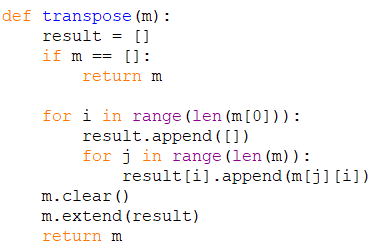 def transpose(m):
    result = []
    if m == []:
        return m

    for i in range(len(m[0])):
        result.append([])
        for j in range(len(m)):
            result[i].append(m[j][i])
    m.clear()
    m.extend(result)
    return m